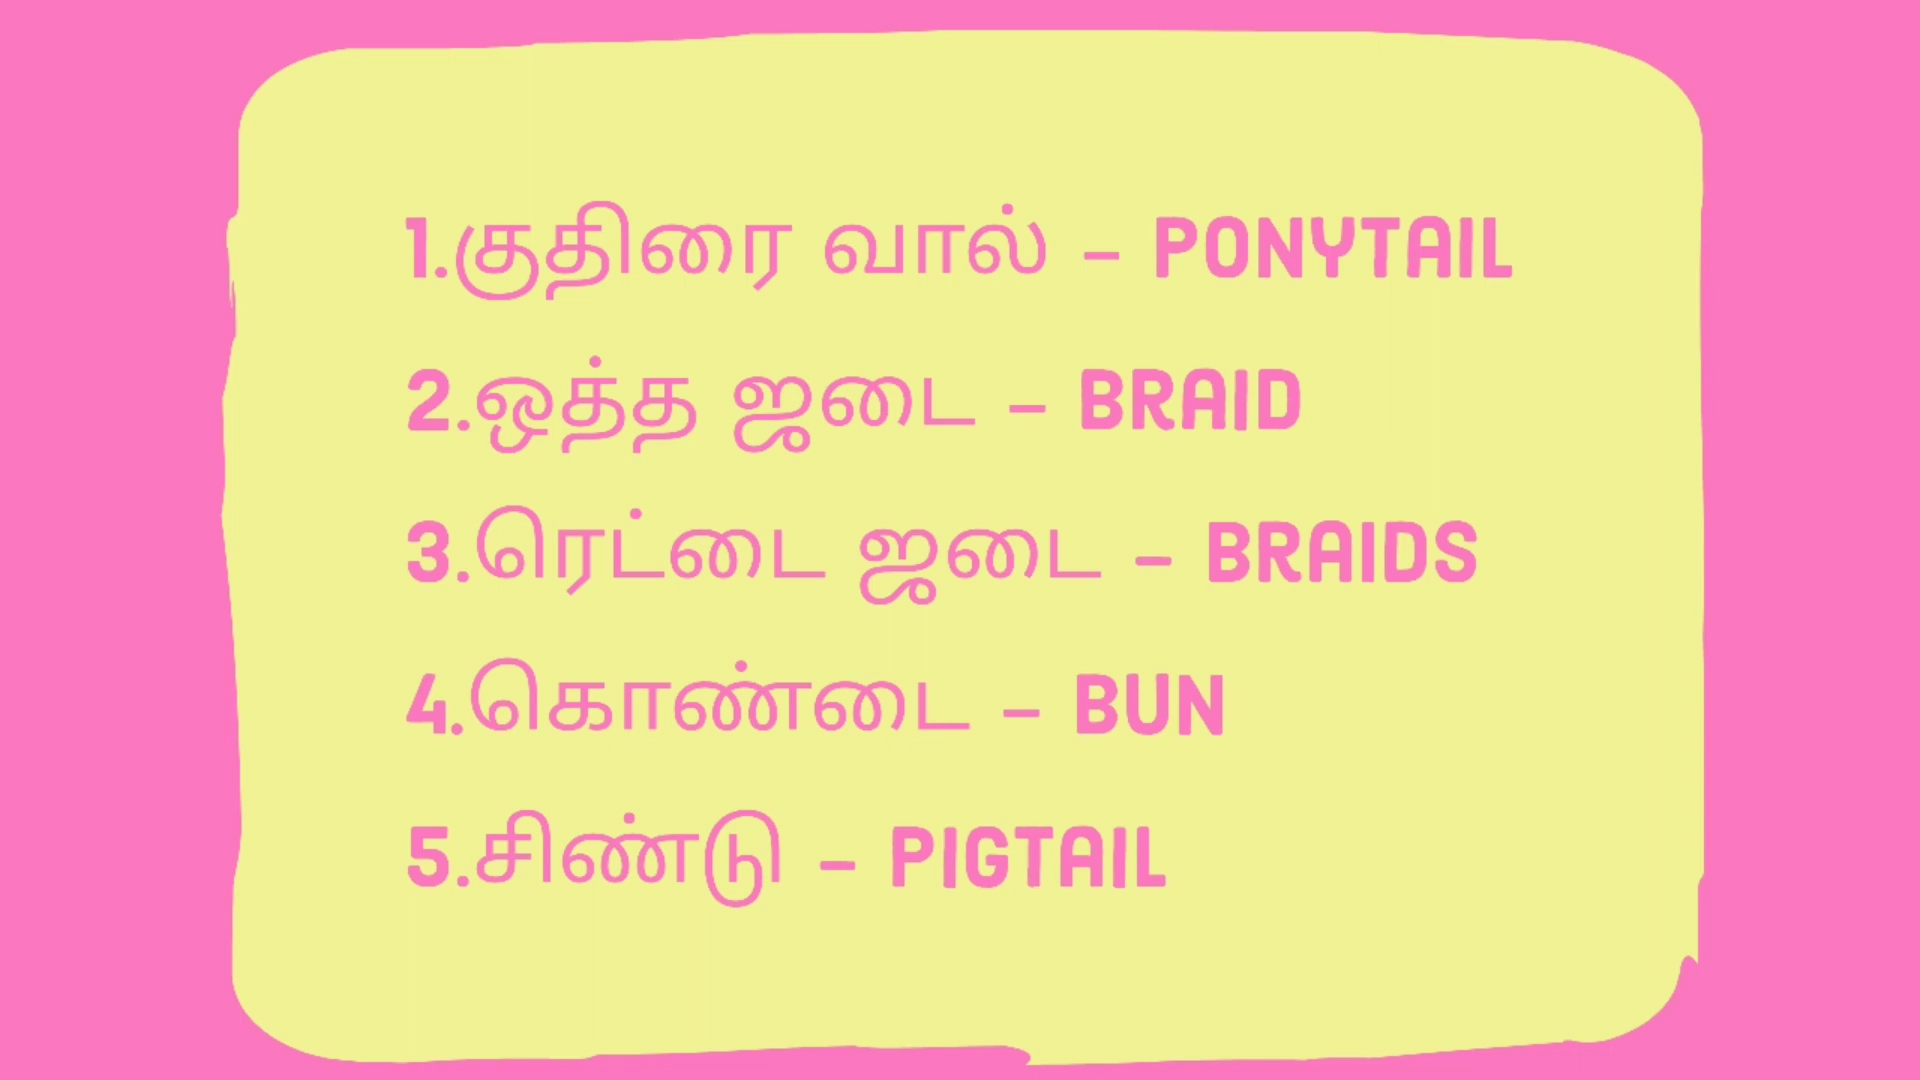 1.குதிரை வால் – PONYTAIL
2.ஒத்த ஜடை – BRAID
3.ரெட்டை ஜடை – BRAIDS
4.கொண்டை – BUN
5.சிண்டு – PIGTAIL